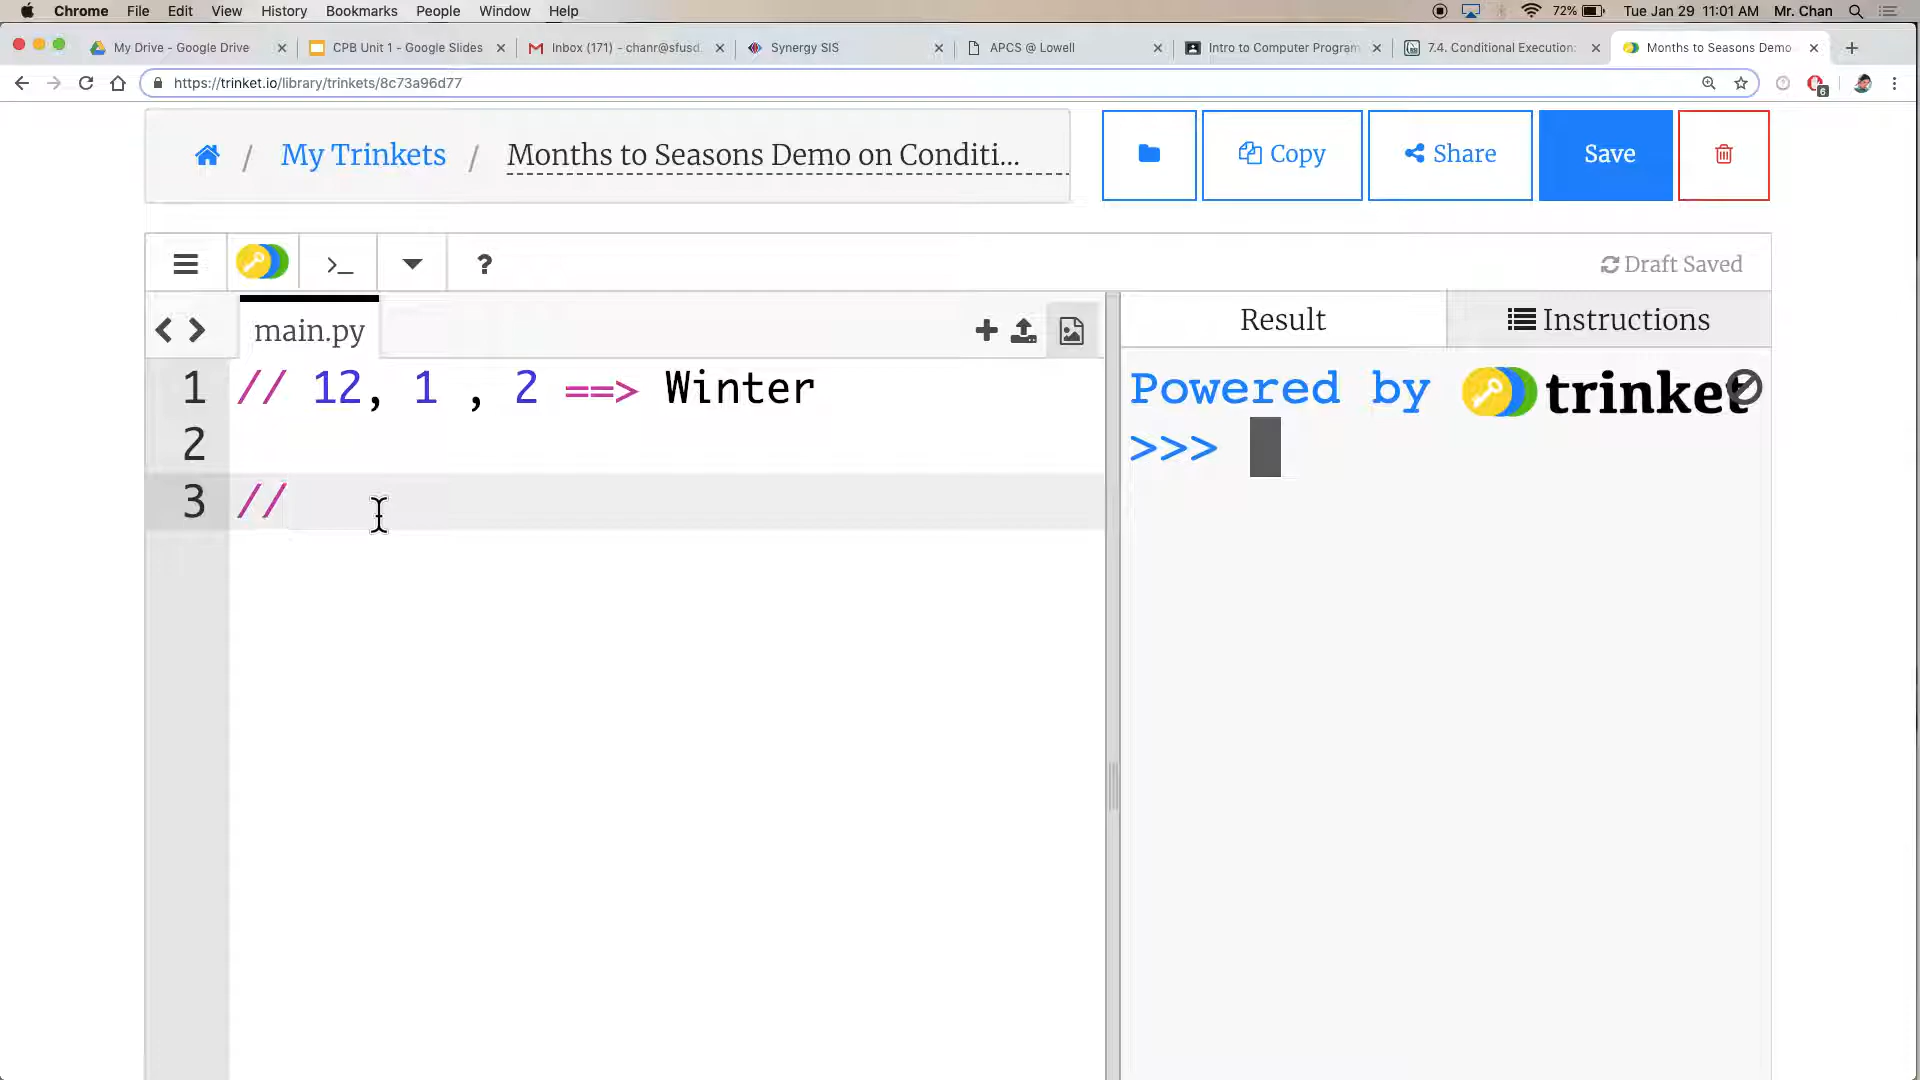 Chrome File Edit View History Bookmarks People Window Help 72% Tue Jan 29 11:01 AM Mr. Chan
My Drive - Google Drive CPB Unit 1 - Google Slides Inbox (171) - chanr@sfusd. Synergy SIS APCS @ Lowell Intro to Computer Program 7.4. Conditional Execution: Months to Seasons Demo
https://trinket.io/library/trinkets/8c73a96d77 6
/ My Trinkets / Months to Seasons Demo on Conditi... Copy Share Save
>_ ? Draft Saved
main.py Result Instructions
1 // 12, 1 , 2 ==> Winter
2
3 //
Powered by trinket
>>>